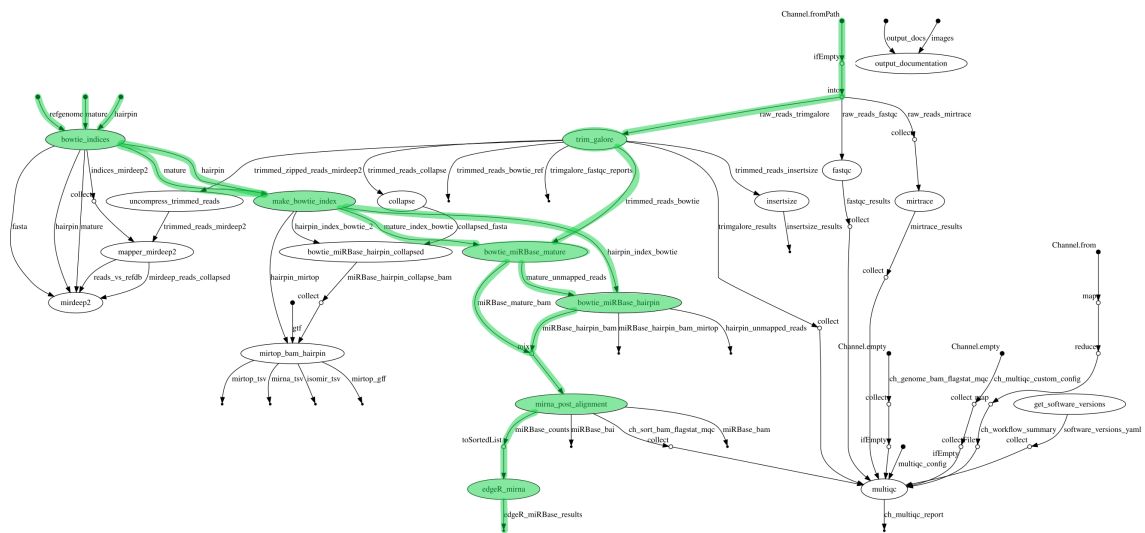 Channel.fromPath
output_docs
images
ifEmpty
output_documentation
into
refgenome
mature
hairpin
raw_reads_trimgalore
raw_reads_fastqc
raw_reads_mirtrace
collect
bowtie_indices
trim_galore
indices_mirdeep2
mature
hairpin
trimmed_zipped_reads_mirdeep2
trimmed_reads_collapse
trimmed_reads_bowtie_ref
trimgalore_fastqc_reports
trimmed_reads_insertsize
fastqc
collect
uncompress_trimmed_reads
make_bowtie_index
collapse
trimmed_reads_bowtie
insertsize
fastqc_results
mirtrace
collect
fasta
hairpin
mature
trimmed_reads_mirdeep2
hairpin_index_bowtie_2
mature_index_bowtie
collapsed_fasta
trimgalore_results
insertsize_results
mirtrace_results
Channel.from
mapper_mirdeep2
bowtie_miRBase_hairpin_collapsed
bowtie_miRBase_mature
hairpin_index_bowtie
reads_vs_refdb
mirdeep_reads_collapsed
hairpin_mirtop
miRBase_hairpin_collapse_bam
mature_unmapped_reads
collect
map
mirdeep2
collect
miRBase_mature_bam
bowtie_miRBase_hairpin
gtf
miRBase_hairpin_bam
miRBase_hairpin_bam_mirtop
hairpin_unmapped_reads
collect
mix
Channel.empty
Channel.empty
reduce
mirtop_bam_hairpin
mirtop_tsv
mirna_tsv
isomir_tsv
mirtop_gff
ch_genome_bam_flagstat_mqc
ch_multiqc_custom_config
mirna_post_alignment
collect
collect
map
get_software_versions
miRBase_counts
miRBase_bai
ch_sort_bam_flagstat_mqc
miRBase_bam
ch_workflow_summary
software_versions_yaml
toSortedList
collect
ifEmpty
collectFile
collect
ifEmpty
multiqc_config
edgeR_mirna
multiqc
edgeR_miRBase_results
ch_multiqc_report